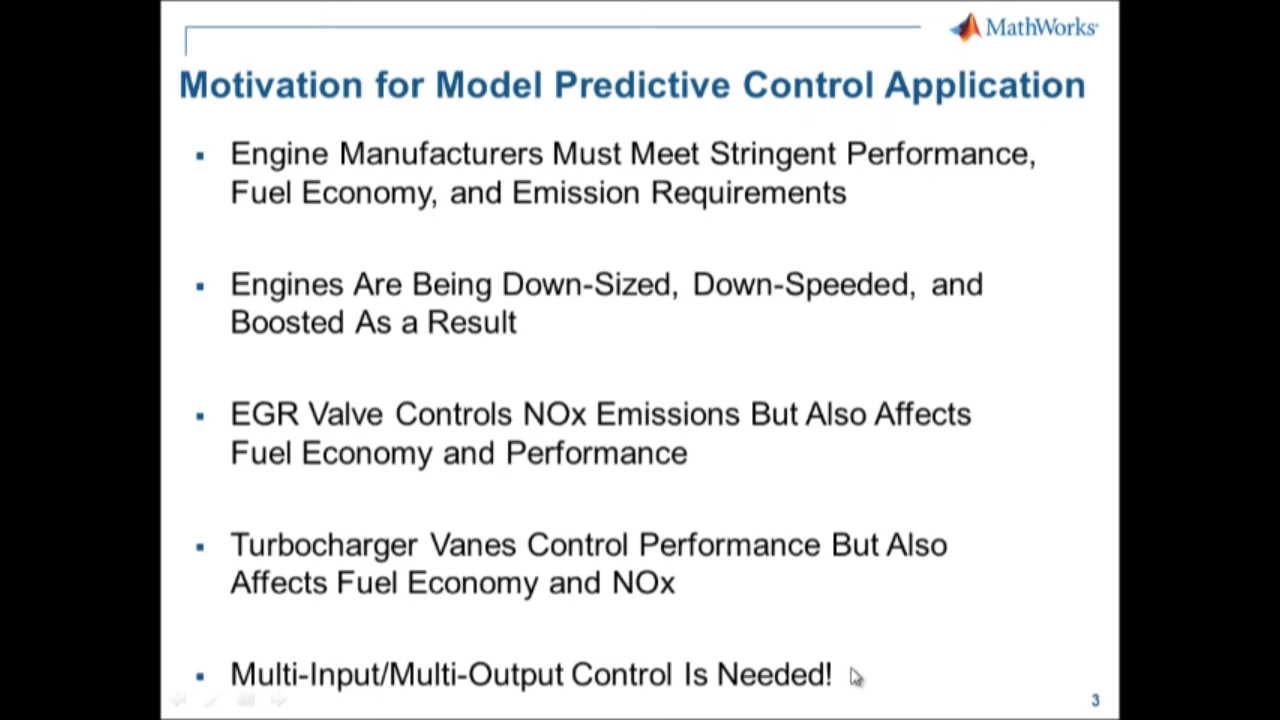 MathWorks
Motivation for Model Predictive Control Application
Engine Manufacturers Must Meet Stringent Performance,
Fuel Economy, and Emission Requirements
Engines Are Being Down-Sized, Down-Speeded, and
Boosted As a Result
EGR Valve Controls NOx Emissions But Also Affects
Fuel Economy and Performance
Turbocharger Vanes Control Performance But Also
Affects Fuel Economy and NOx
Multi-Input/Multi-Output Control Is Needed!
3